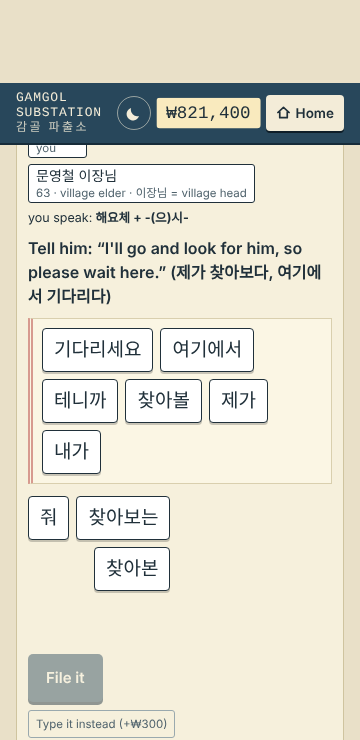 GAMGOL
SUBSTATION
감골 파출소
₩821,400
Home
you
문영철 이장님
63 · village elder · 이장님 = village head
you speak: 해요체 + -(으)시-
Tell him: “I'll go and look for him, so
please wait here.” (제가 찾아보다, 여기에
서 기다리다)
기다리세요 여기에서
테니까 찾아볼 제가
내가
줘 찾아보는
찾아본
File it
Type it instead (+₩300)